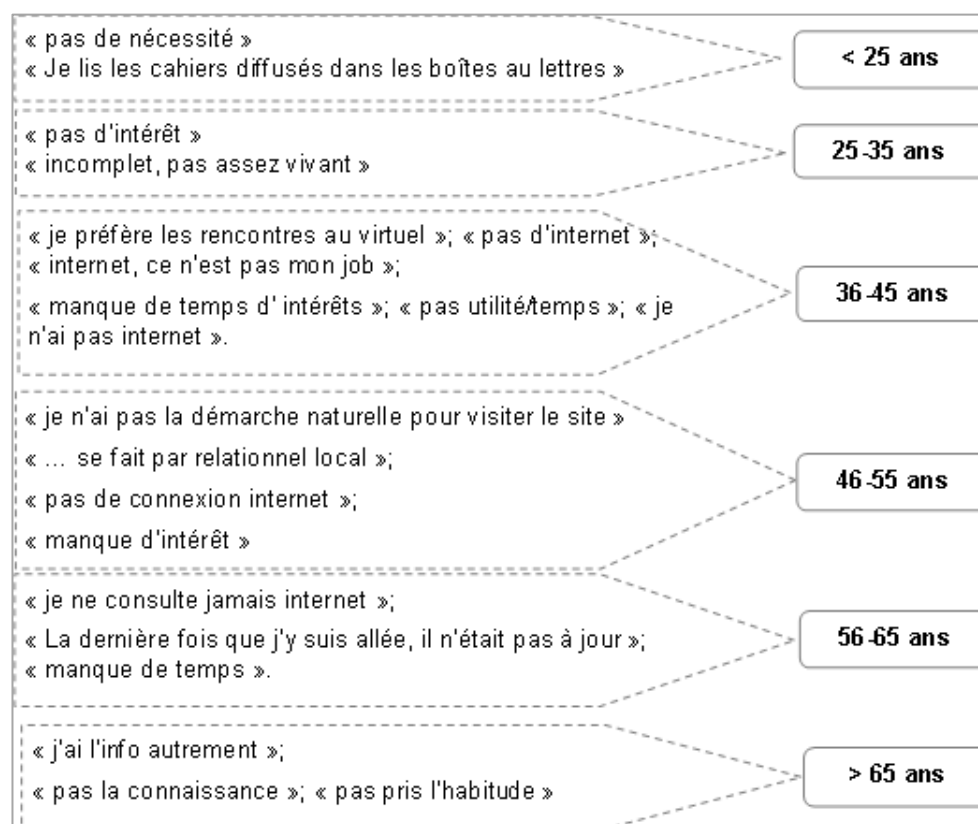 « pas de nécessité »
« Je lis les cahiers diffusés dans les boîtes au lettres »
< 25 ans
« pas d'intérêt »
« incomplet, pas assez vivant »
25-35 ans
« je préfère les rencontres au virtuel »; « pas d'internet »;
« internet, ce n'est pas mon job »;
« manque de temps d' intérêts »; « pas utilité/temps »; « je
n'ai pas internet ».
36-45 ans
« je n'ai pas la démarche naturelle pour visiter le site »
« ... se fait par relationnel local »;
« pas de connexion internet »;
« manque d'intérêt »
46-55 ans
« je ne consulte jamais internet »;
« La dernière fois que j'y suis allée, il n'était pas à jour »;
« manque de temps ».
56-65 ans
« j'ai l'info autrement »;
« pas la connaissance »; « pas pris l'habitude »
> 65 ans